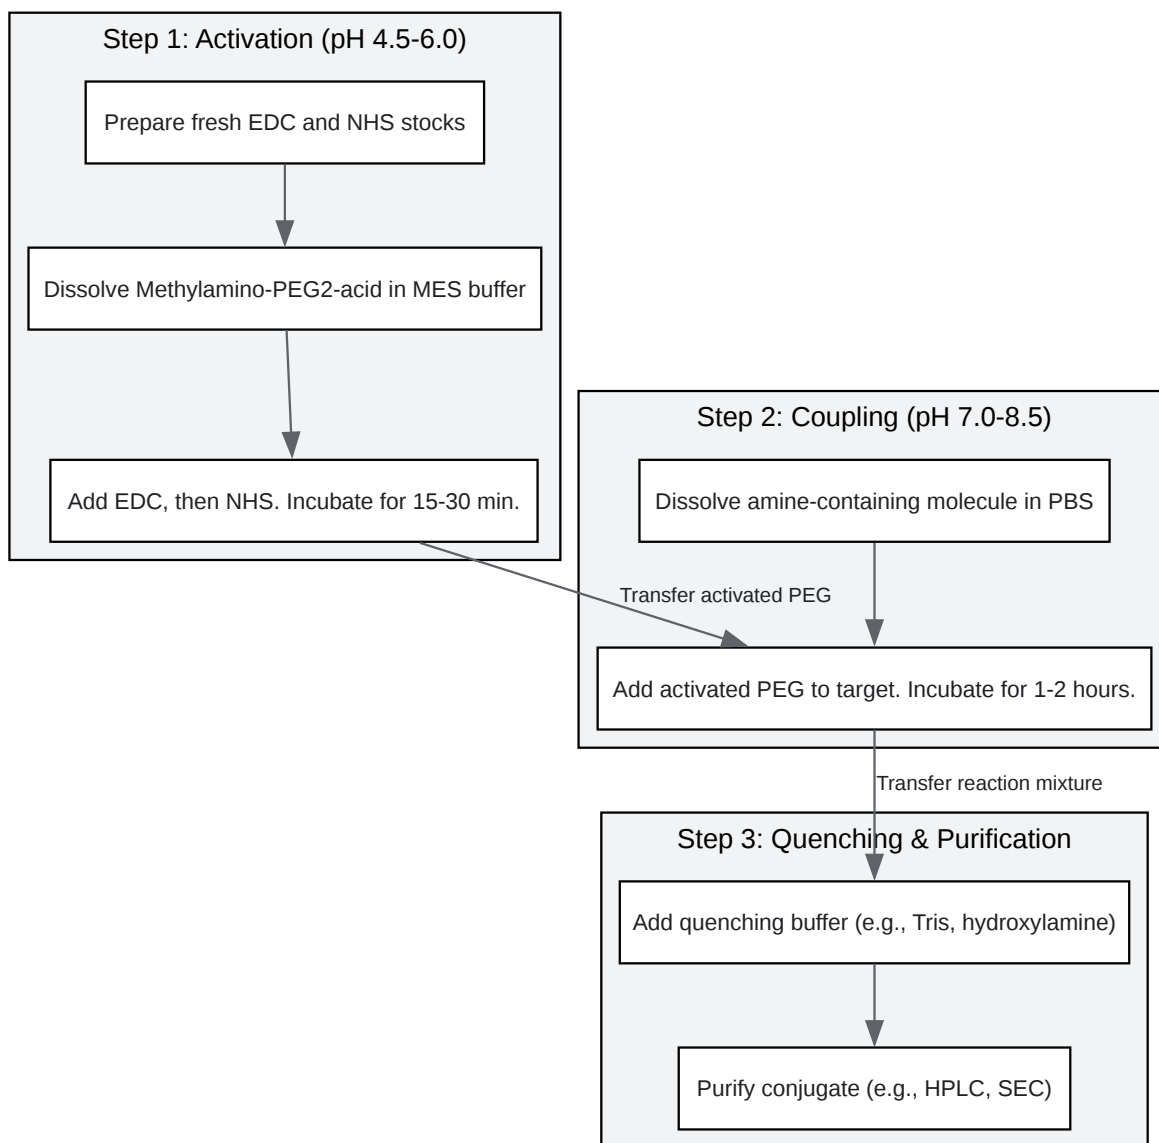 Step 1: Activation (pH 4.5-6.0)
Prepare fresh EDC and NHS stocks
Dissolve Methylamino-PEG2-acid in MES buffer
Add EDC, then NHS. Incubate for 15-30 min.
Step 2: Coupling (pH 7.0-8.5)
Dissolve amine-containing molecule in PBS
Transfer activated PEG
Add activated PEG to target. Incubate for 1-2 hours.
Transfer reaction mixture
Step 3: Quenching & Purification
Add quenching buffer (e.g., Tris, hydroxylamine)
Purify conjugate (e.g., HPLC, SEC)